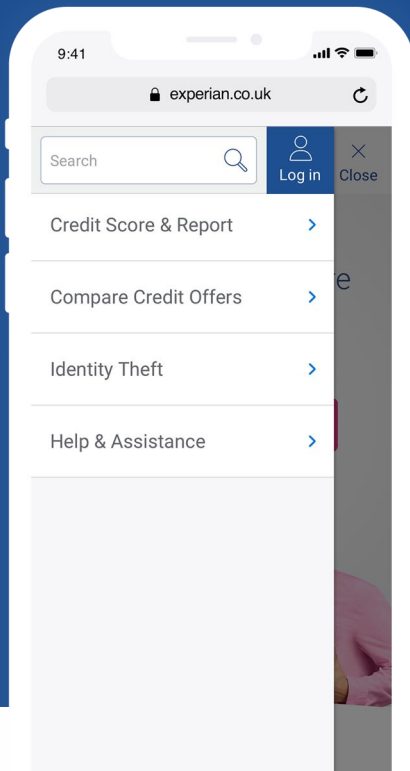 9:41
experian.co.uk
Search
Log in
Close
Credit Score & Report
e
Compare Credit Offers
Identity Theft
Help & Assistance